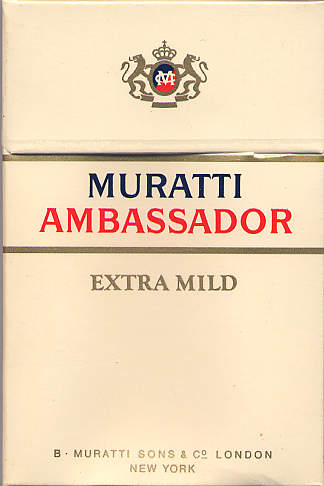 M
MURATTI
AMBASSADOR
EXTRA MILD
B · MURATTI SONS & Cº LONDON
NEW YORK